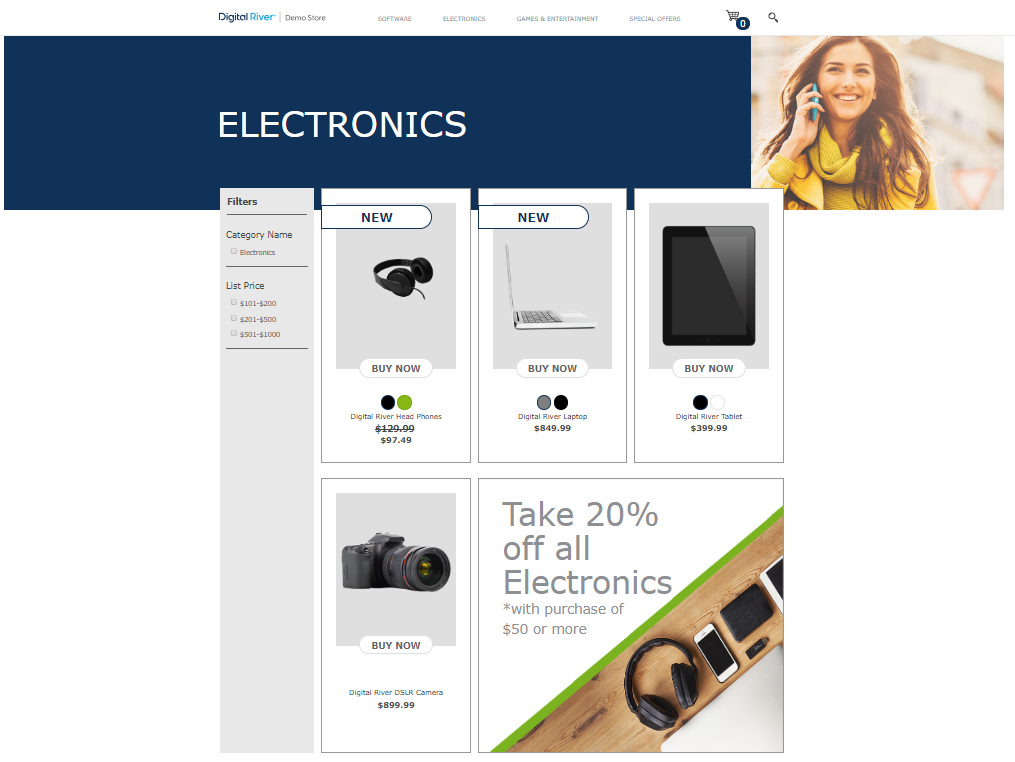 Digital River | Demo Store
SOFTWARE
ELECTRONICS
GAMES & ENTERTAINMENT
SPECIAL OFFERS
0
ELECTRONICS
Filters
Category Name
Electronics
List Price
$101-$200
$201-$500
$501-$1000
NEW
BUY NOW
Digital River Head Phones
$129.99
$97.49
NEW
BUY NOW
Digital River Laptop
$849.99
BUY NOW
Digital River Tablet
$399.99
BUY NOW
Digital River DSLR Camera
$899.99
Take 20%
off all
Electronics
*with purchase of
$50 or more